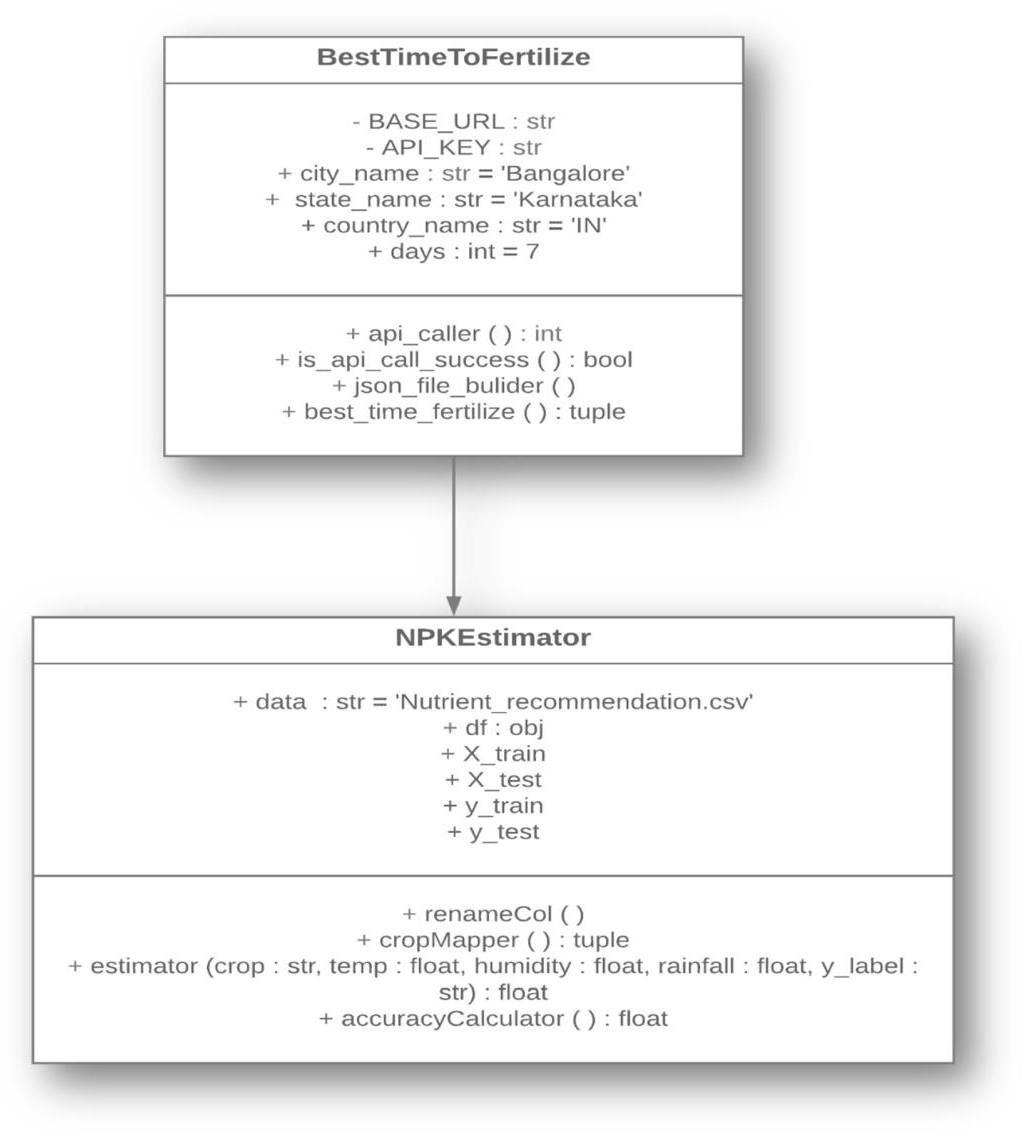 BestTimeToFertilize
- BASE_URL : str
- API_KEY : str
+ city_name : str = 'Bangalore'
+ state_name : str = 'Karnataka'
+ country_name : str = 'IN'
+ days : int = 7
+ api_caller ( ) : int
+ is_api_call_success ( ) : bool
+ json_file_bulider ( )
+ best_time_fertilize ( ) : tuple
NPKEstimator
+ data : str = 'Nutrient_recommendation.csv'
+ df : obj
+ X_train
+ X_test
+ y_train
+ y_test
+ renameCol ( )
+ cropMapper ( ) : tuple
+ estimator (crop : str, temp : float, humidity : float, rainfall : float, y_label :
str) : float
+ accuracyCalculator ( ) : float